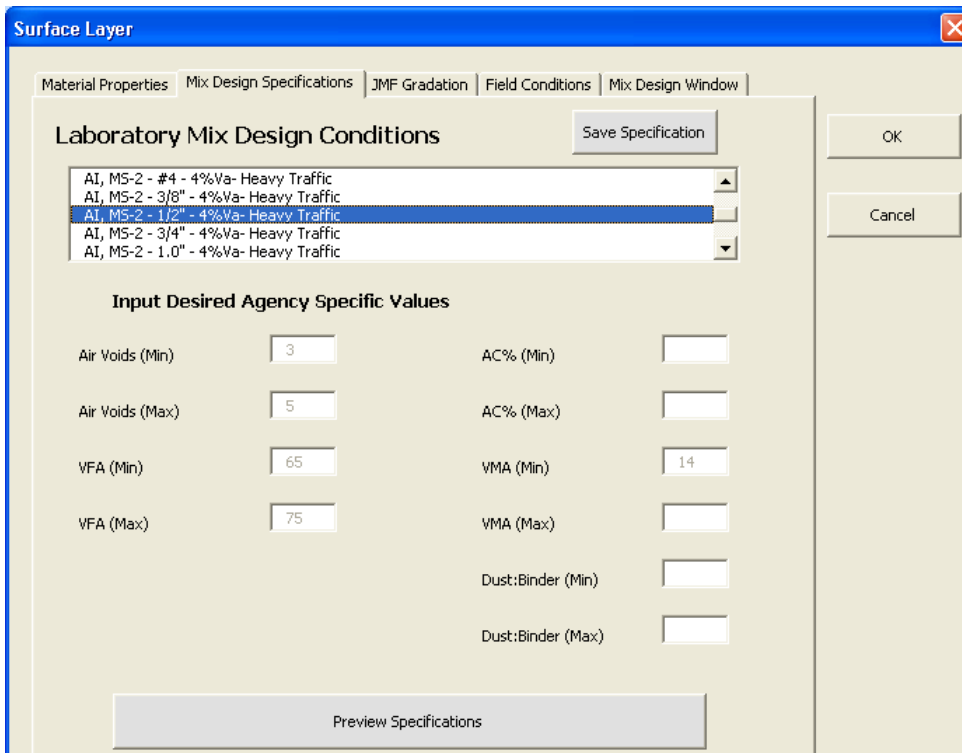 Surface Layer
Material Properties Mix Design Specifications JMF Gradation Field Conditions Mix Design Window
Laboratory Mix Design Conditions Save Specification OK
AI, MS-2 - #4 - 4%Va- Heavy Traffic
AI, MS-2 - 3/8" - 4%Va- Heavy Traffic
AI, MS-2 - 1/2" - 4%Va- Heavy Traffic Cancel
AI, MS-2 - 3/4" - 4%Va- Heavy Traffic
AI, MS-2 - 1.0" - 4%Va- Heavy Traffic
Input Desired Agency Specific Values
Air Voids (Min) 3 AC% (Min)
Air Voids (Max) 5 AC% (Max)
VFA (Min) 65 VMA (Min) 14
VFA (Max) 75 VMA (Max)
Dust:Binder (Min)
Dust:Binder (Max)
Preview Specifications